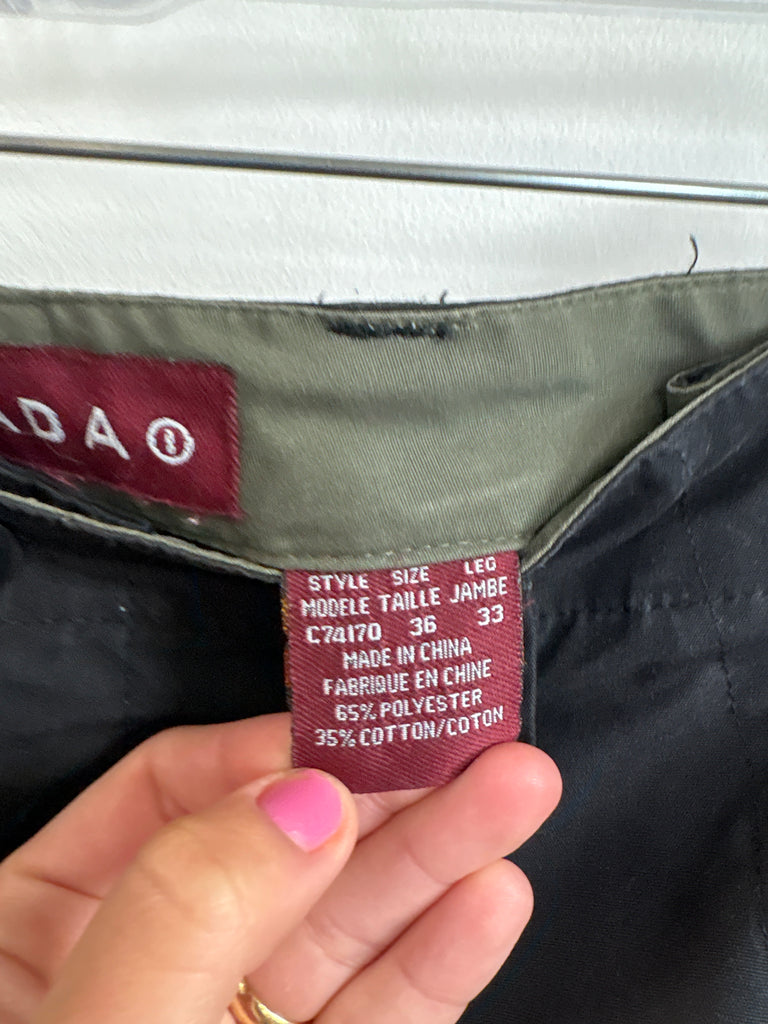 ADA
STYLE SIZE LEG
MODELE TAILLE JAMBE
C74170 36 33
MADE IN CHINA
FABRIQUE EN CHINE
65% POLYESTER
35% COTTON/COTON